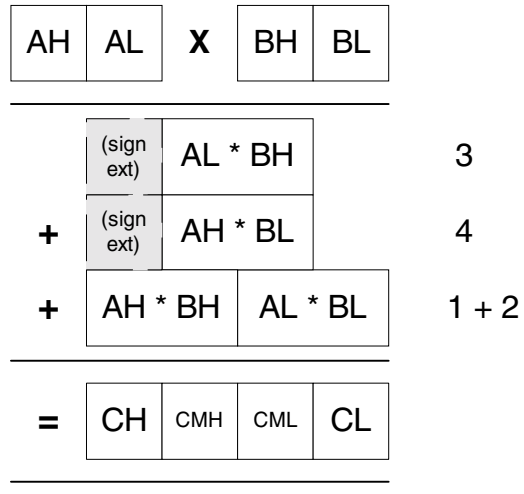 AH AL X BH BL
(sign ext) AL * BH 3
+ (sign ext) AH * BL 4
+ AH * BH AL * BL 1 + 2
= CH CMH CML CL